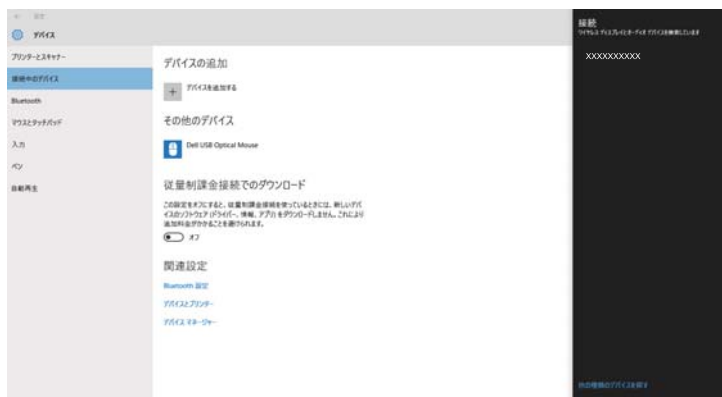 ← 設定
デバイス
プリンターとスキャナー
接続中のデバイス
Bluetooth
マウスとタッチパッド
入力
ペン
自動再生
デバイスの追加
+ デバイスを追加する
その他のデバイス
Dell USB Optical Mouse
従量制課金接続でのダウンロード
この設定をオフにすると、従量制課金接続を使っているときには、新しいデバ
イスのソフトウェア (ドライバー、情報、アプリ) をダウンロードしません。これにより
追加料金がかかることを避けられます。
オフ
関連設定
Bluetooth 設定
デバイスとプリンター
デバイス マネージャー
接続
ワイヤレス ディスプレイとオーディオ デバイスを検索しています
XXXXXXXXXX
他の種類のデバイスを探す